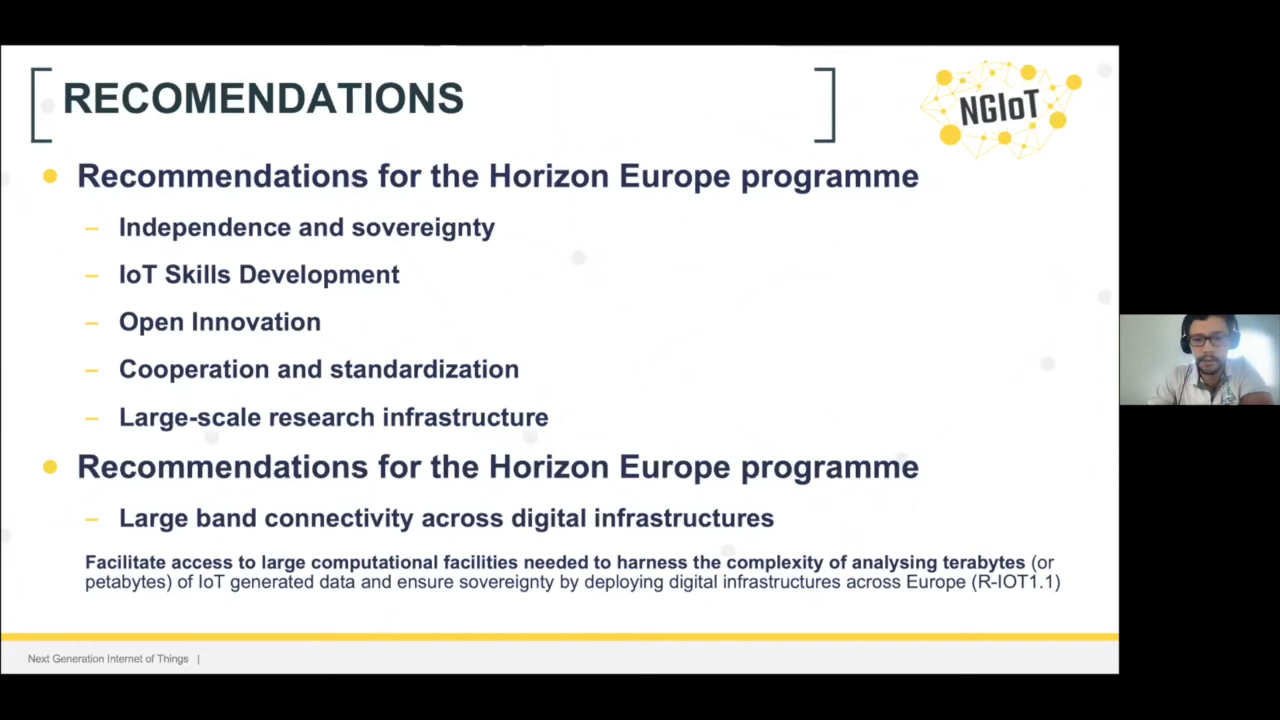 RECOMENDATIONS
NGIoT
Recommendations for the Horizon Europe programme
– Independence and sovereignty
– IoT Skills Development
– Open Innovation
– Cooperation and standardization
– Large-scale research infrastructure
Recommendations for the Horizon Europe programme
– Large band connectivity across digital infrastructures
Facilitate access to large computational facilities needed to harness the complexity of analysing terabytes (or
petabytes) of IoT generated data and ensure sovereignty by deploying digital infrastructures across Europe (R-IOT1.1)
Next Generation Internet of Things |